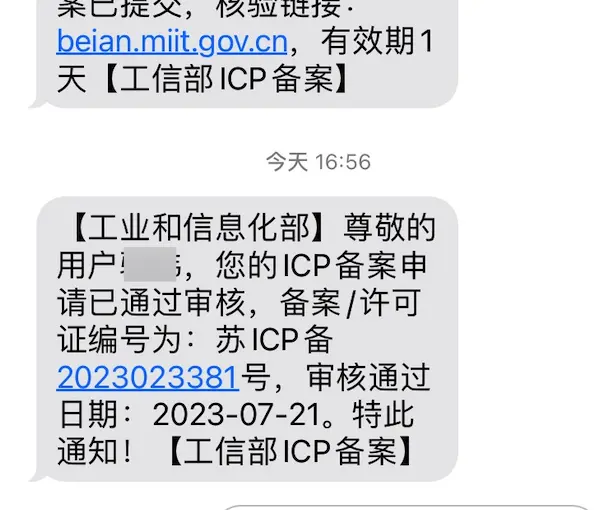 案已提交，核验链接：
beian.miit.gov.cn，有效期1
天【工信部ICP备案】
今天 16:56
【工业和信息化部】尊敬的
用户，您的ICP备案申
请已通过审核，备案/许可
证编号为：苏ICP备
2023023381号，审核通过
日期：2023-07-21。特此
通知！【工信部ICP备案】